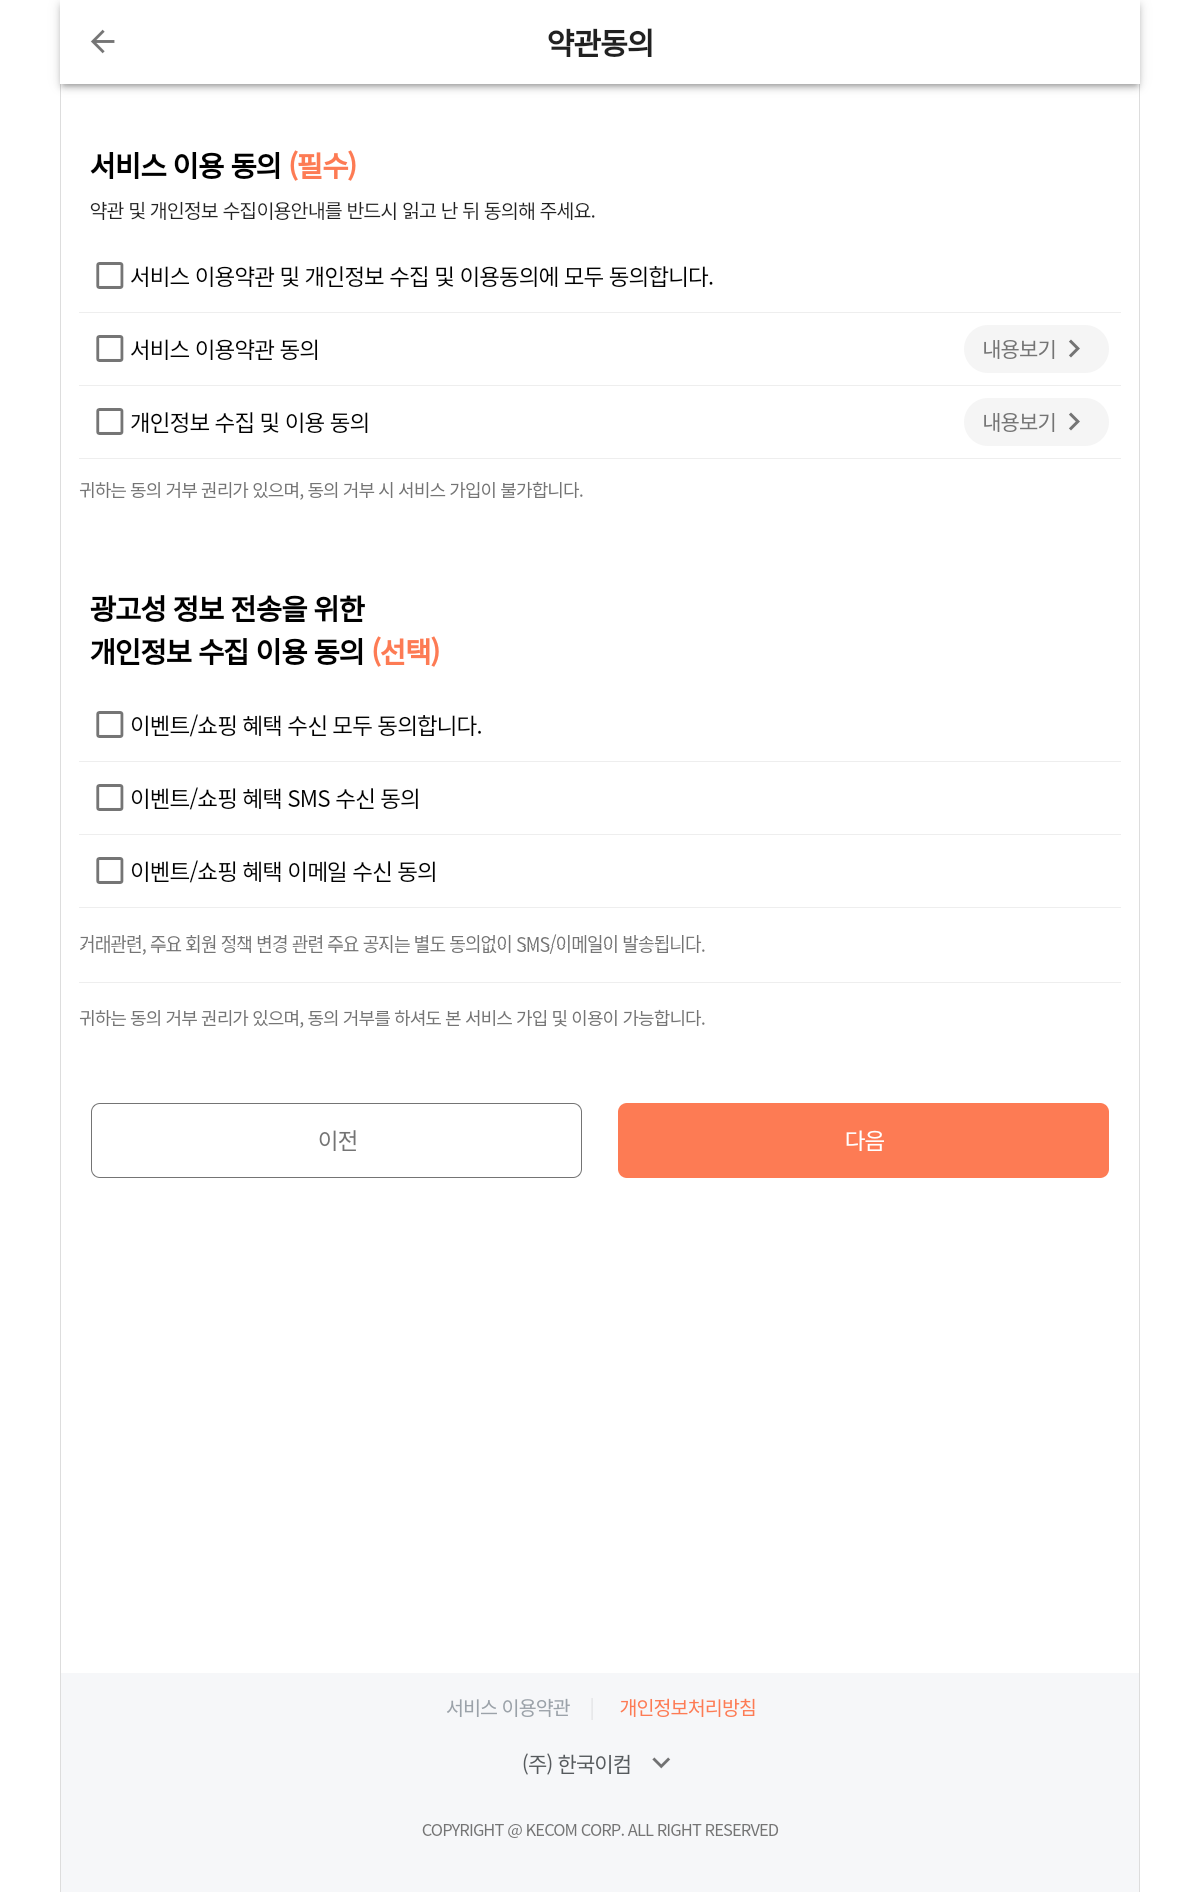 약관동의
서비스 이용 동의 (필수)
약관 및 개인정보 수집이용안내를 반드시 읽고 난 뒤 동의해 주세요.
서비스 이용약관 및 개인정보 수집 및 이용동의에 모두 동의합니다.
서비스 이용약관 동의 내용보기
개인정보 수집 및 이용 동의 내용보기
귀하는 동의 거부 권리가 있으며, 동의 거부 시 서비스 가입이 불가합니다.
광고성 정보 전송을 위한
개인정보 수집 이용 동의 (선택)
이벤트/쇼핑 혜택 수신 모두 동의합니다.
이벤트/쇼핑 혜택 SMS 수신 동의
이벤트/쇼핑 혜택 이메일 수신 동의
거래관련, 주요 회원 정책 변경 관련 주요 공지는 별도 동의없이 SMS/이메일이 발송됩니다.
귀하는 동의 거부 권리가 있으며, 동의 거부를 하셔도 본 서비스 가입 및 이용이 가능합니다.
이전 다음
서비스 이용약관 개인정보처리방침
(주) 한국이컴
COPYRIGHT @ KECOM CORP. ALL RIGHT RESERVED